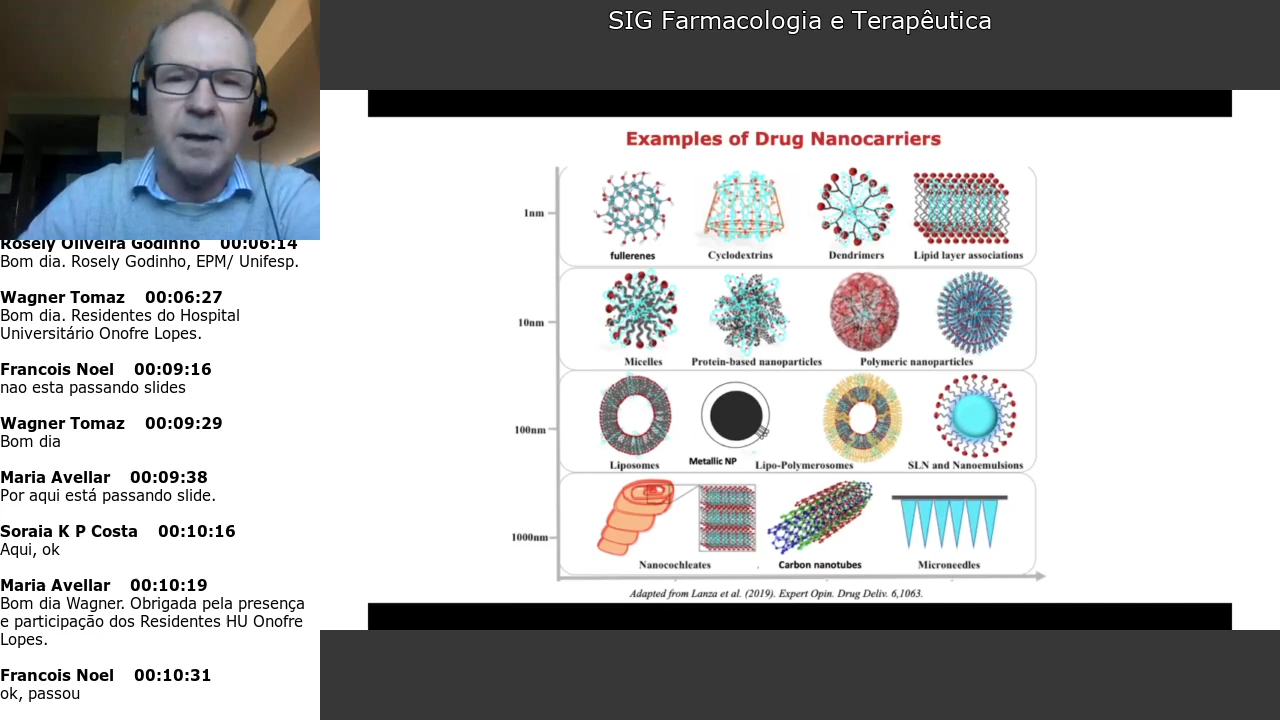 SIG Farmacologia e Terapêutica
Rosely Oliveira Godinho 00:06:14
Bom dia. Rosely Godinho, EPM/ Unifesp.
Wagner Tomaz 00:06:27
Bom dia. Residentes do Hospital
Universitário Onofre Lopes.
Francois Noel 00:09:16
nao esta passando slides
Wagner Tomaz 00:09:29
Bom dia
Maria Avellar 00:09:38
Por aqui está passando slide.
Soraia K P Costa 00:10:16
Aqui, ok
Maria Avellar 00:10:19
Bom dia Wagner. Obrigada pela presença
e participação dos Residentes HU Onofre
Lopes.
Francois Noel 00:10:31
ok, passou
Examples of Drug Nanocarriers
1nm
fullerenes Cyclodextrins Dendrimers Lipid layer associations
10nm
Micelles Protein-based nanoparticles Polymeric nanoparticles
100nm
Liposomes Metallic NP Lipo-Polymerosomes SLN and Nanoemulsions
1000nm
Nanocochleates Carbon nanotubes Microneedles
Adapted from Lanza et al. (2019). Expert Opin. Drug Deliv. 6,1063.